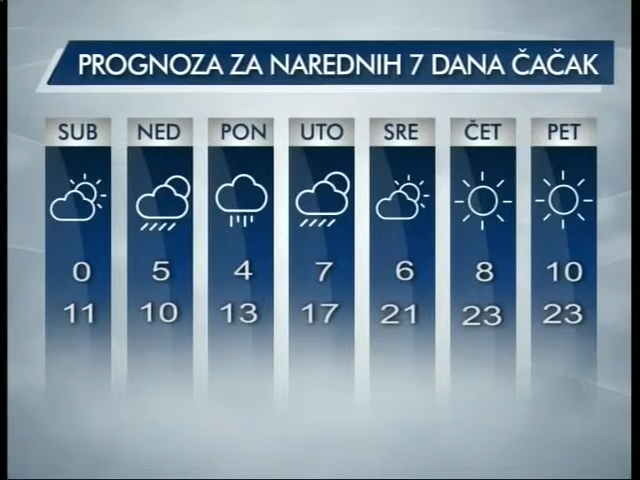 PROGNOZA ZA NAREDNIH 7 DANA ČAČAK
SUB NED PON UTO SRE ČET PET
0 5 4 7 6 8 10
11 10 13 17 21 23 23